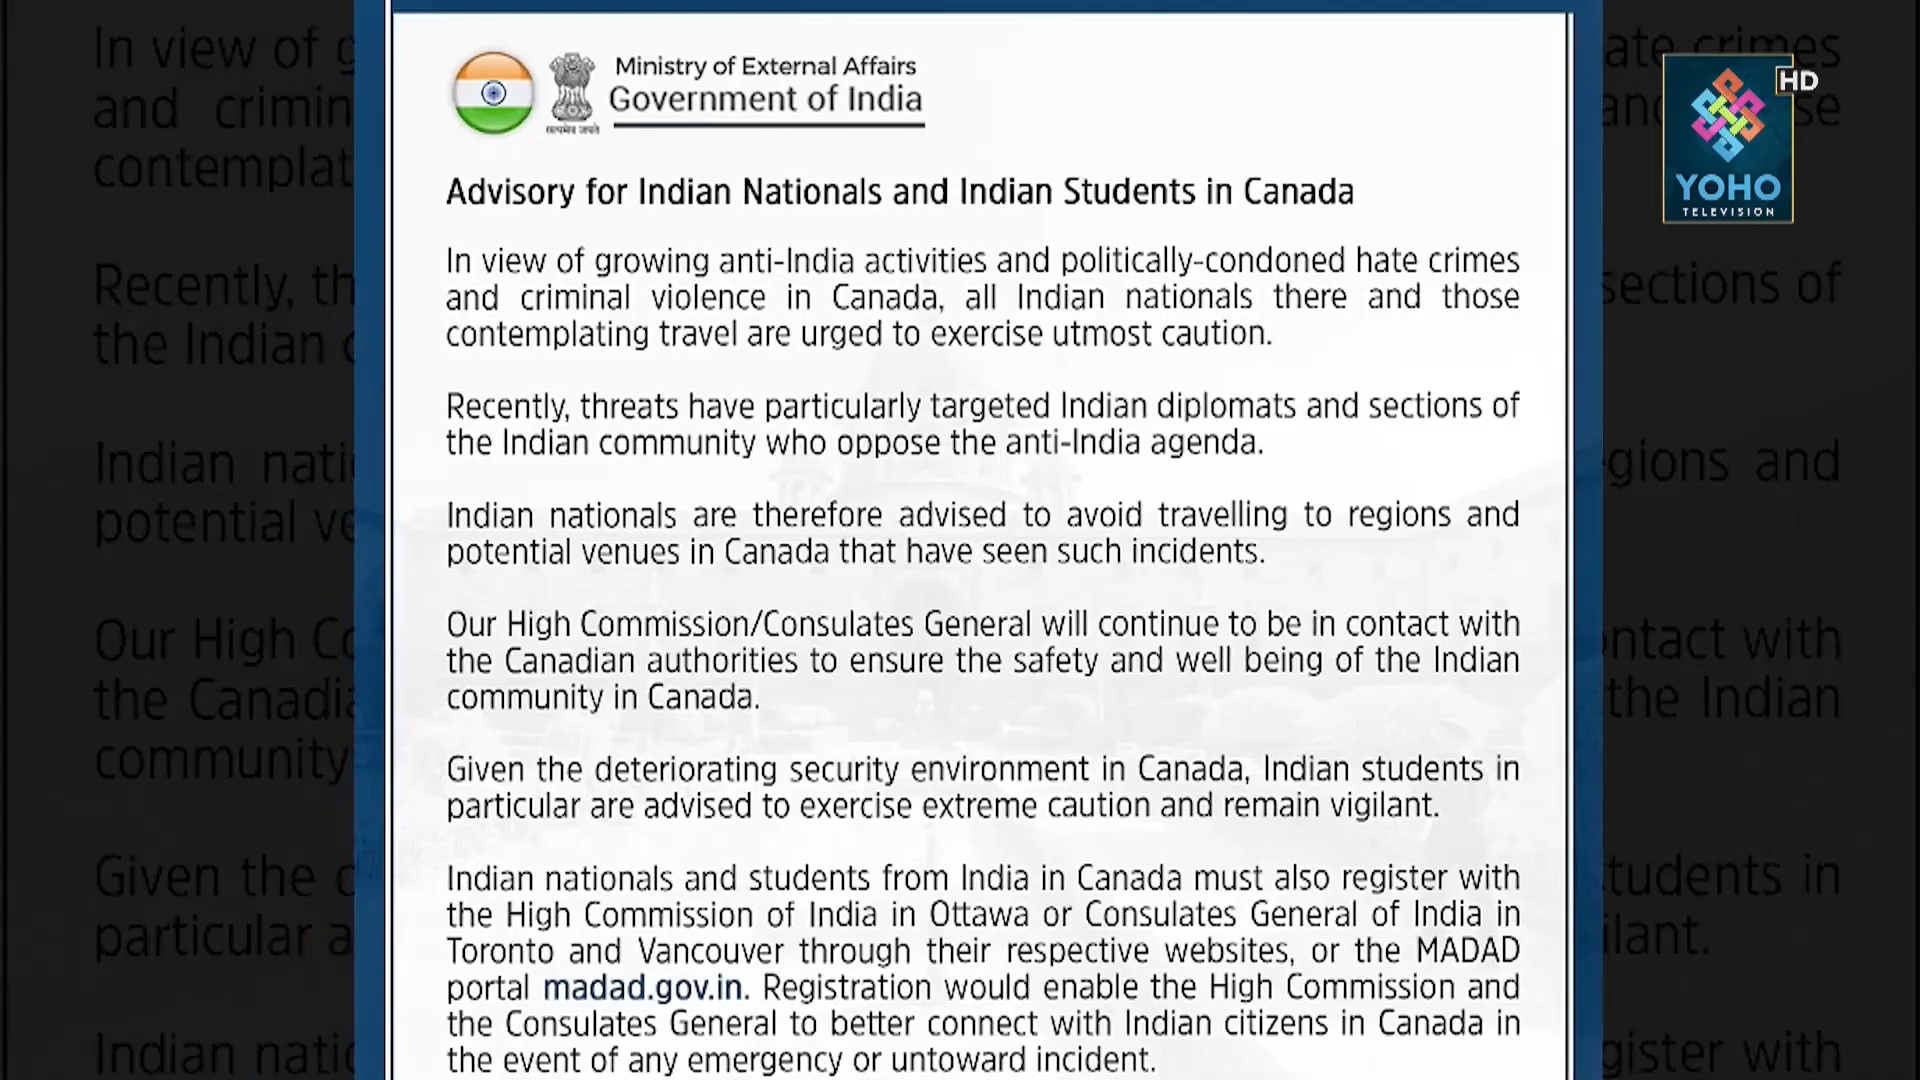 Ministry of External Affairs
Government of India
सत्यमेव जयते
HD
YOHO
TELEVISION
Advisory for Indian Nationals and Indian Students in Canada
In view of growing anti-India activities and politically-condoned hate crimes
and criminal violence in Canada, all Indian nationals there and those
contemplating travel are urged to exercise utmost caution.
Recently, threats have particularly targeted Indian diplomats and sections of
the Indian community who oppose the anti-India agenda.
Indian nationals are therefore advised to avoid travelling to regions and
potential venues in Canada that have seen such incidents.
Our High Commission/Consulates General will continue to be in contact with
the Canadian authorities to ensure the safety and well being of the Indian
community in Canada.
Given the deteriorating security environment in Canada, Indian students in
particular are advised to exercise extreme caution and remain vigilant.
Indian nationals and students from India in Canada must also register with
the High Commission of India in Ottawa or Consulates General of India in
Toronto and Vancouver through their respective websites, or the MADAD
portal madad.gov.in. Registration would enable the High Commission and
the Consulates General to better connect with Indian citizens in Canada in
the event of any emergency or untoward incident.